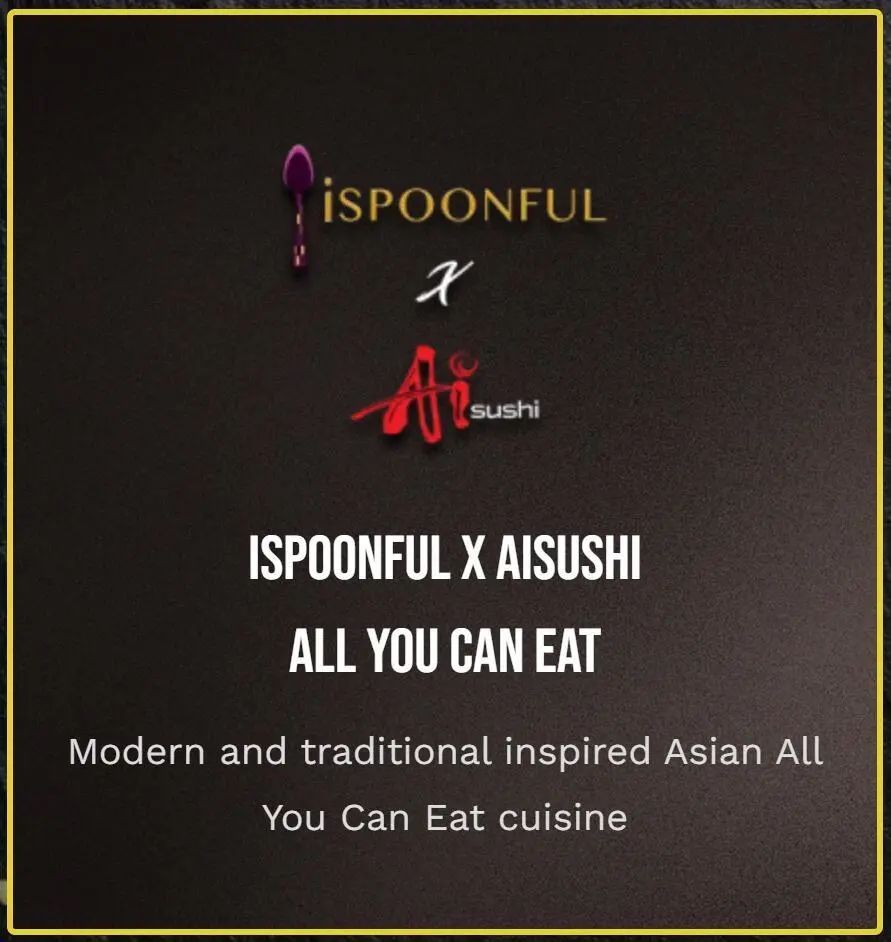 iSPOONFUL
X
Ai sushi
ISPOONFUL X AISUSHI
ALL YOU CAN EAT
Modern and traditional inspired Asian All
You Can Eat cuisine